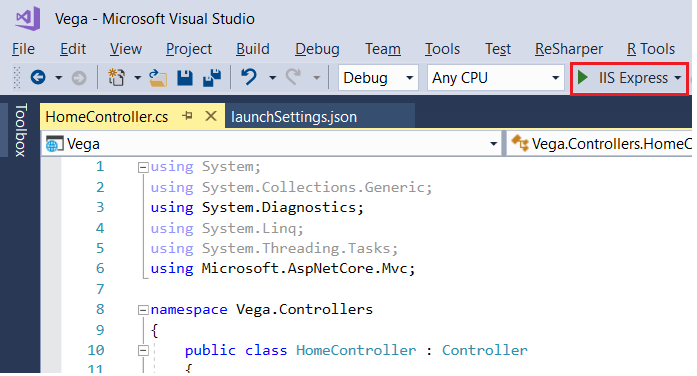 Vega - Microsoft Visual Studio
File Edit View Project Build Debug Team Tools Test ReSharper R Tools
Debug Any CPU IIS Express
Toolbox
HomeController.cs launchSettings.json
Vega Vega.Controllers.HomeC
1 using System;
2 using System.Collections.Generic;
3 using System.Diagnostics;
4 using System.Linq;
5 using System.Threading.Tasks;
6 using Microsoft.AspNetCore.Mvc;
7
8 namespace Vega.Controllers
9 {
10 public class HomeController : Controller
11 {